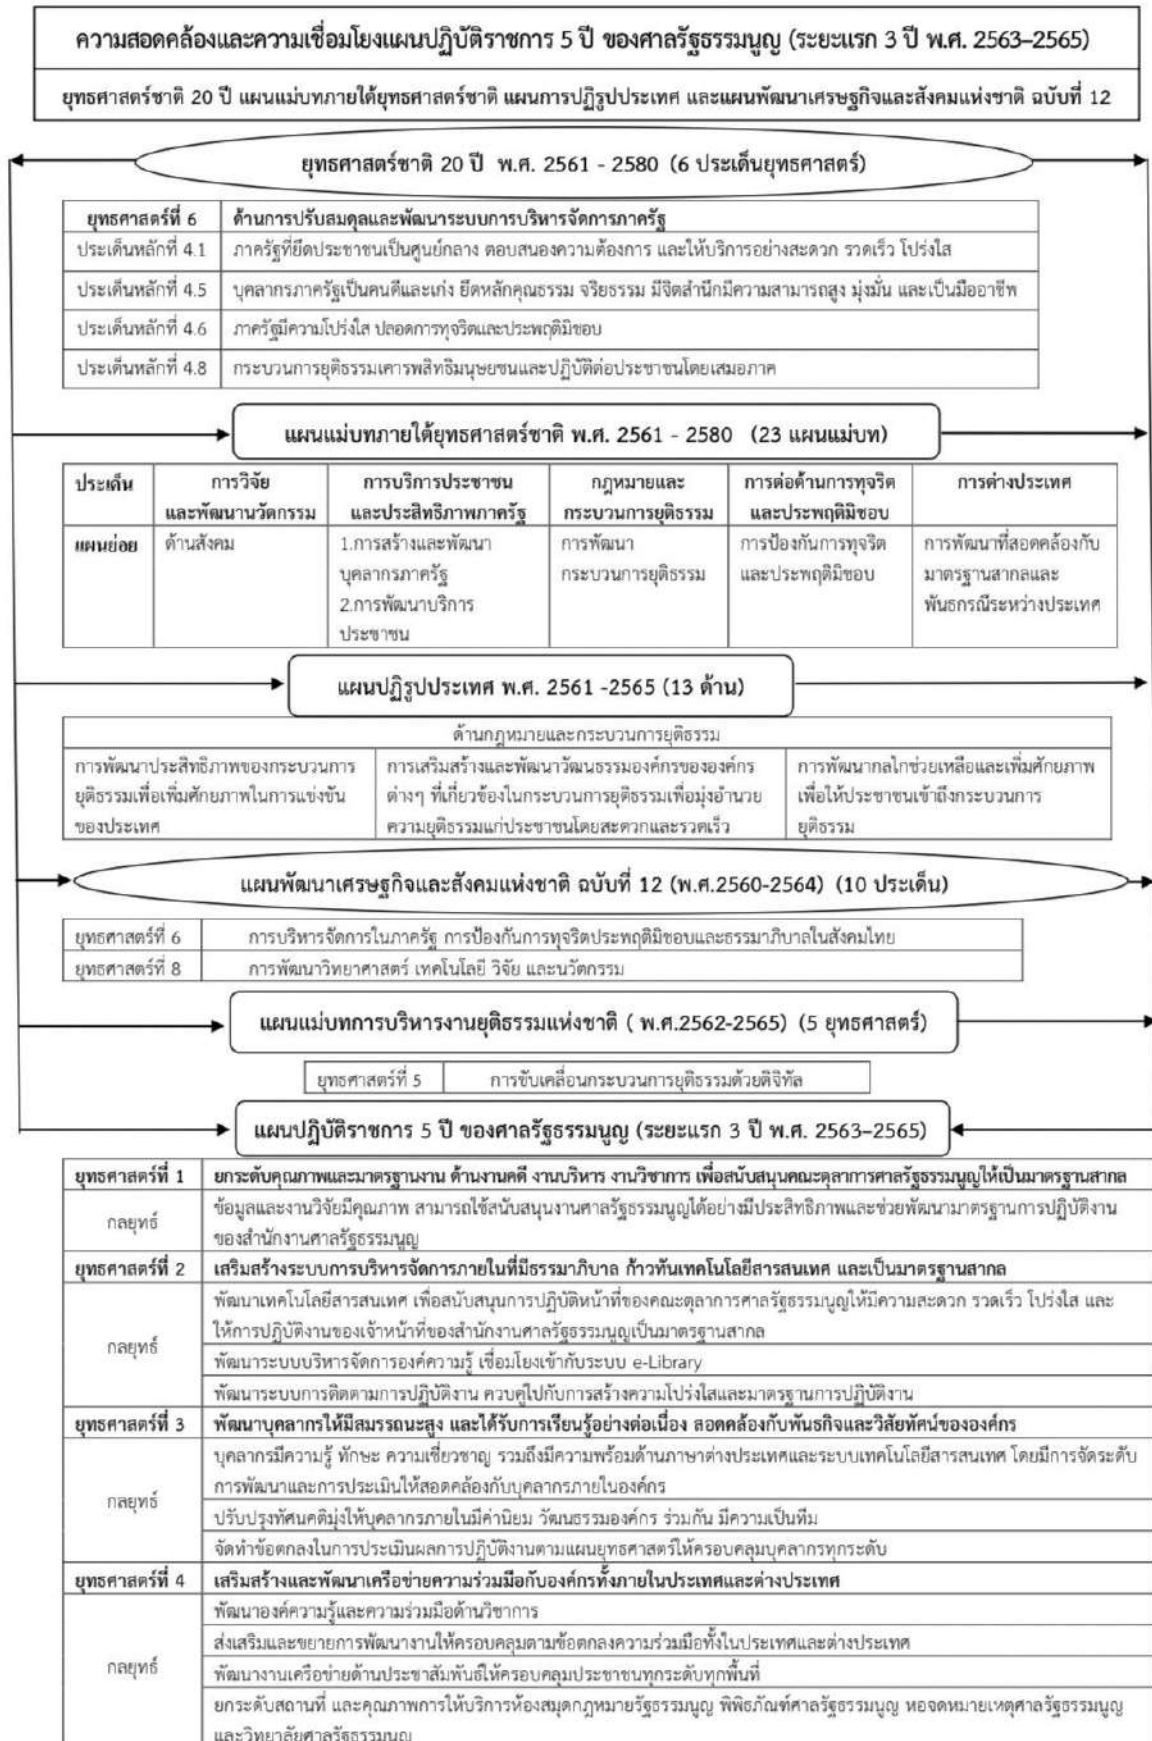 ความสอดคล้องและความเชื่อมโยงแผนปฏิบัติราชการ 5 ปี ของศาลรัฐธรรมนูญ (ระยะแรก 3 ปี พ.ศ. 2563–2565)
ยุทธศาสตร์ชาติ 20 ปี แผนแม่บทภายใต้ยุทธศาสตร์ชาติ แผนการปฏิรูปประเทศ และแผนพัฒนาเศรษฐกิจและสังคมแห่งชาติ ฉบับที่ 12
ยุทธศาสตร์ชาติ 20 ปี พ.ศ. 2561 - 2580 (6 ประเด็นยุทธศาสตร์)
ยุทธศาสตร์ที่ 6 ด้านการปรับสมดุลและพัฒนาระบบการบริหารจัดการภาครัฐ
ประเด็นหลักที่ 4.1 ภาครัฐที่ยึดประชาชนเป็นศูนย์กลาง ตอบสนองความต้องการ และให้บริการอย่างสะดวก รวดเร็ว โปร่งใส
ประเด็นหลักที่ 4.5 บุคลากรภาครัฐเป็นคนดีและเก่ง ยึดหลักคุณธรรม จริยธรรม มีจิตสำนึกมีความสามารถสูง มุ่งมั่น และเป็นมืออาชีพ
ประเด็นหลักที่ 4.6 ภาครัฐมีความโปร่งใส ปลอดการทุจริตและประพฤติมิชอบ
ประเด็นหลักที่ 4.8 กระบวนการยุติธรรมเคารพสิทธิมนุษยชนและปฏิบัติต่อประชาชนโดยเสมอภาค
แผนแม่บทภายใต้ยุทธศาสตร์ชาติ พ.ศ. 2561 - 2580 (23 แผนแม่บท)
ประเด็น
การวิจัย
และพัฒนานวัตกรรม
การบริการประชาชน
และประสิทธิภาพภาครัฐ
กฎหมายและ
กระบวนการยุติธรรม
การต่อต้านการทุจริต
และประพฤติมิชอบ
การต่างประเทศ
แผนย่อย
ด้านสังคม
1.การสร้างและพัฒนา
บุคลากรภาครัฐ
2.การพัฒนาบริการ
ประชาชน
การพัฒนา
กระบวนการยุติธรรม
การป้องกันการทุจริต
และประพฤติมิชอบ
การพัฒนาที่สอดคล้องกับ
มาตรฐานสากลและ
พันธกรณีระหว่างประเทศ
แผนปฏิรูปประเทศ พ.ศ. 2561 -2565 (13 ด้าน)
ด้านกฎหมายและกระบวนการยุติธรรม
การพัฒนาประสิทธิภาพของกระบวนการ
ยุติธรรมเพื่อเพิ่มศักยภาพในการแข่งขัน
ของประเทศ
การเสริมสร้างและพัฒนาวัฒนธรรมองค์กรขององค์กร
ต่างๆ ที่เกี่ยวข้องในกระบวนการยุติธรรมเพื่อมุ่งอำนวย
ความยุติธรรมแก่ประชาชนโดยสะดวกและรวดเร็ว
การพัฒนากลไกช่วยเหลือและเพิ่มศักยภาพ
เพื่อให้ประชาชนเข้าถึงกระบวนการ
ยุติธรรม
แผนพัฒนาเศรษฐกิจและสังคมแห่งชาติ ฉบับที่ 12 (พ.ศ.2560-2564) (10 ประเด็น)
ยุทธศาสตร์ที่ 6 การบริหารจัดการในภาครัฐ การป้องกันการทุจริตประพฤติมิชอบและธรรมาภิบาลในสังคมไทย
ยุทธศาสตร์ที่ 8 การพัฒนาวิทยาศาสตร์ เทคโนโลยี วิจัย และนวัตกรรม
แผนแม่บทการบริหารงานยุติธรรมแห่งชาติ ( พ.ศ.2562-2565) (5 ยุทธศาสตร์)
ยุทธศาสตร์ที่ 5 การขับเคลื่อนกระบวนการยุติธรรมด้วยดิจิทัล
แผนปฏิบัติราชการ 5 ปี ของศาลรัฐธรรมนูญ (ระยะแรก 3 ปี พ.ศ. 2563–2565)
ยุทธศาสตร์ที่ 1 ยกระดับคุณภาพและมาตรฐานงาน ด้านงานคดี งานบริหาร งานวิชาการ เพื่อสนับสนุนคณะตุลาการศาลรัฐธรรมนูญให้เป็นมาตรฐานสากล
กลยุทธ์
ข้อมูลและงานวิจัยมีคุณภาพ สามารถใช้สนับสนุนงานศาลรัฐธรรมนูญได้อย่างมีประสิทธิภาพและช่วยพัฒนามาตรฐานการปฏิบัติงาน
ของสำนักงานศาลรัฐธรรมนูญ
ยุทธศาสตร์ที่ 2 เสริมสร้างระบบการบริหารจัดการภายในที่มีธรรมาภิบาล ก้าวทันเทคโนโลยีสารสนเทศ และเป็นมาตรฐานสากล
กลยุทธ์
พัฒนาเทคโนโลยีสารสนเทศ เพื่อสนับสนุนการปฏิบัติหน้าที่ของคณะตุลาการศาลรัฐธรรมนูญให้มีความสะดวก รวดเร็ว โปร่งใส และ
ให้การปฏิบัติงานของเจ้าหน้าที่ของสำนักงานศาลรัฐธรรมนูญเป็นมาตรฐานสากล
พัฒนาระบบบริหารจัดการองค์ความรู้ เชื่อมโยงเข้ากับระบบ e-Library
พัฒนาระบบการติดตามการปฏิบัติงาน ควบคู่ไปกับการสร้างความโปร่งใสและมาตรฐานการปฏิบัติงาน
ยุทธศาสตร์ที่ 3 พัฒนาบุคลากรให้มีสมรรถนะสูง และได้รับการเรียนรู้อย่างต่อเนื่อง สอดคล้องกับพันธกิจและวิสัยทัศน์ขององค์กร
กลยุทธ์
บุคลากรมีความรู้ ทักษะ ความเชี่ยวชาญ รวมถึงมีความพร้อมด้านภาษาต่างประเทศและระบบเทคโนโลยีสารสนเทศ โดยมีการจัดระดับ
การพัฒนาและการประเมินให้สอดคล้องกับบุคลากรภายในองค์กร
ปรับปรุงทัศนคติมุ่งให้บุคลากรภายในมีค่านิยม วัฒนธรรมองค์กร ร่วมกัน มีความเป็นทีม
จัดทำข้อตกลงในการประเมินผลการปฏิบัติงานตามแผนยุทธศาสตร์ให้ครอบคลุมบุคลากรทุกระดับ
ยุทธศาสตร์ที่ 4 เสริมสร้างและพัฒนาเครือข่ายความร่วมมือกับองค์กรทั้งภายในประเทศและต่างประเทศ
กลยุทธ์
พัฒนาองค์ความรู้และความร่วมมือด้านวิชาการ
ส่งเสริมและขยายการพัฒนางานให้ครอบคลุมตามข้อตกลงความร่วมมือทั้งในประเทศและต่างประเทศ
พัฒนางานเครือข่ายด้านประชาสัมพันธ์ให้ครอบคลุมประชาชนทุกระดับทุกพื้นที่
ยกระดับสถานที่ และคุณภาพการให้บริการห้องสมุดกฎหมายรัฐธรรมนูญ พิพิธภัณฑ์ศาลรัฐธรรมนูญ หอจดหมายเหตุศาลรัฐธรรมนูญ
และวิทยาลัยศาลรัฐธรรมนูญ